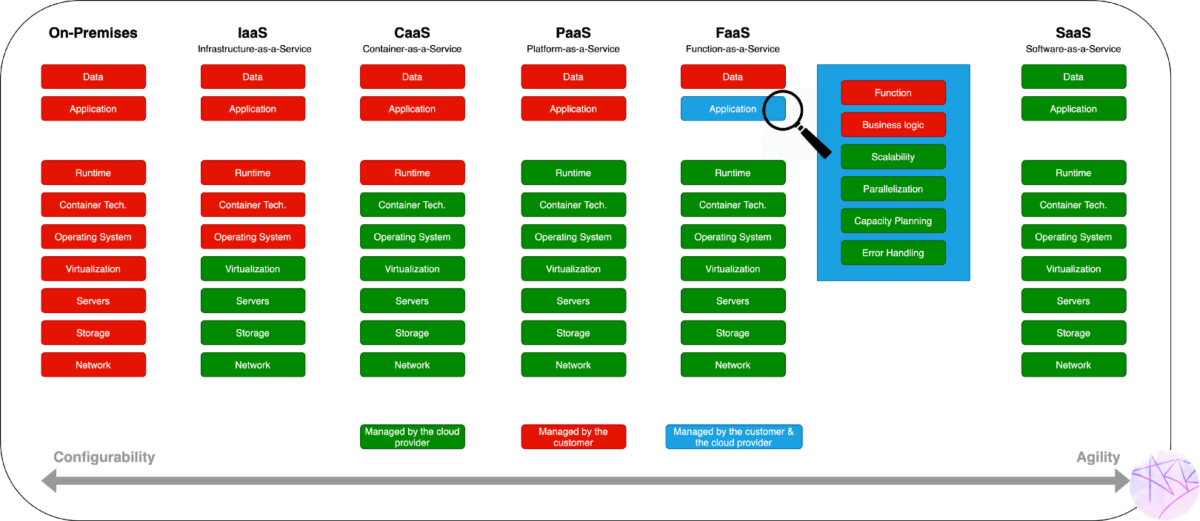 On-Premises
IaaS
Infrastructure-as-a-Service
CaaS
Container-as-a-Service
PaaS
Platform-as-a-Service
FaaS
Function-as-a-Service
SaaS
Software-as-a-Service
Data
Data
Data
Data
Data
Data
Application
Application
Application
Application
Application
Application
Function
Business logic
Scalability
Parallelization
Capacity Planning
Error Handling
Runtime
Runtime
Runtime
Runtime
Runtime
Runtime
Container Tech.
Container Tech.
Container Tech.
Container Tech.
Container Tech.
Container Tech.
Operating System
Operating System
Operating System
Operating System
Operating System
Operating System
Virtualization
Virtualization
Virtualization
Virtualization
Virtualization
Virtualization
Servers
Servers
Servers
Servers
Servers
Servers
Storage
Storage
Storage
Storage
Storage
Storage
Network
Network
Network
Network
Network
Network
Managed by the cloud
provider
Managed by the
customer
Managed by the customer &
the cloud provider
Configurability
Agility